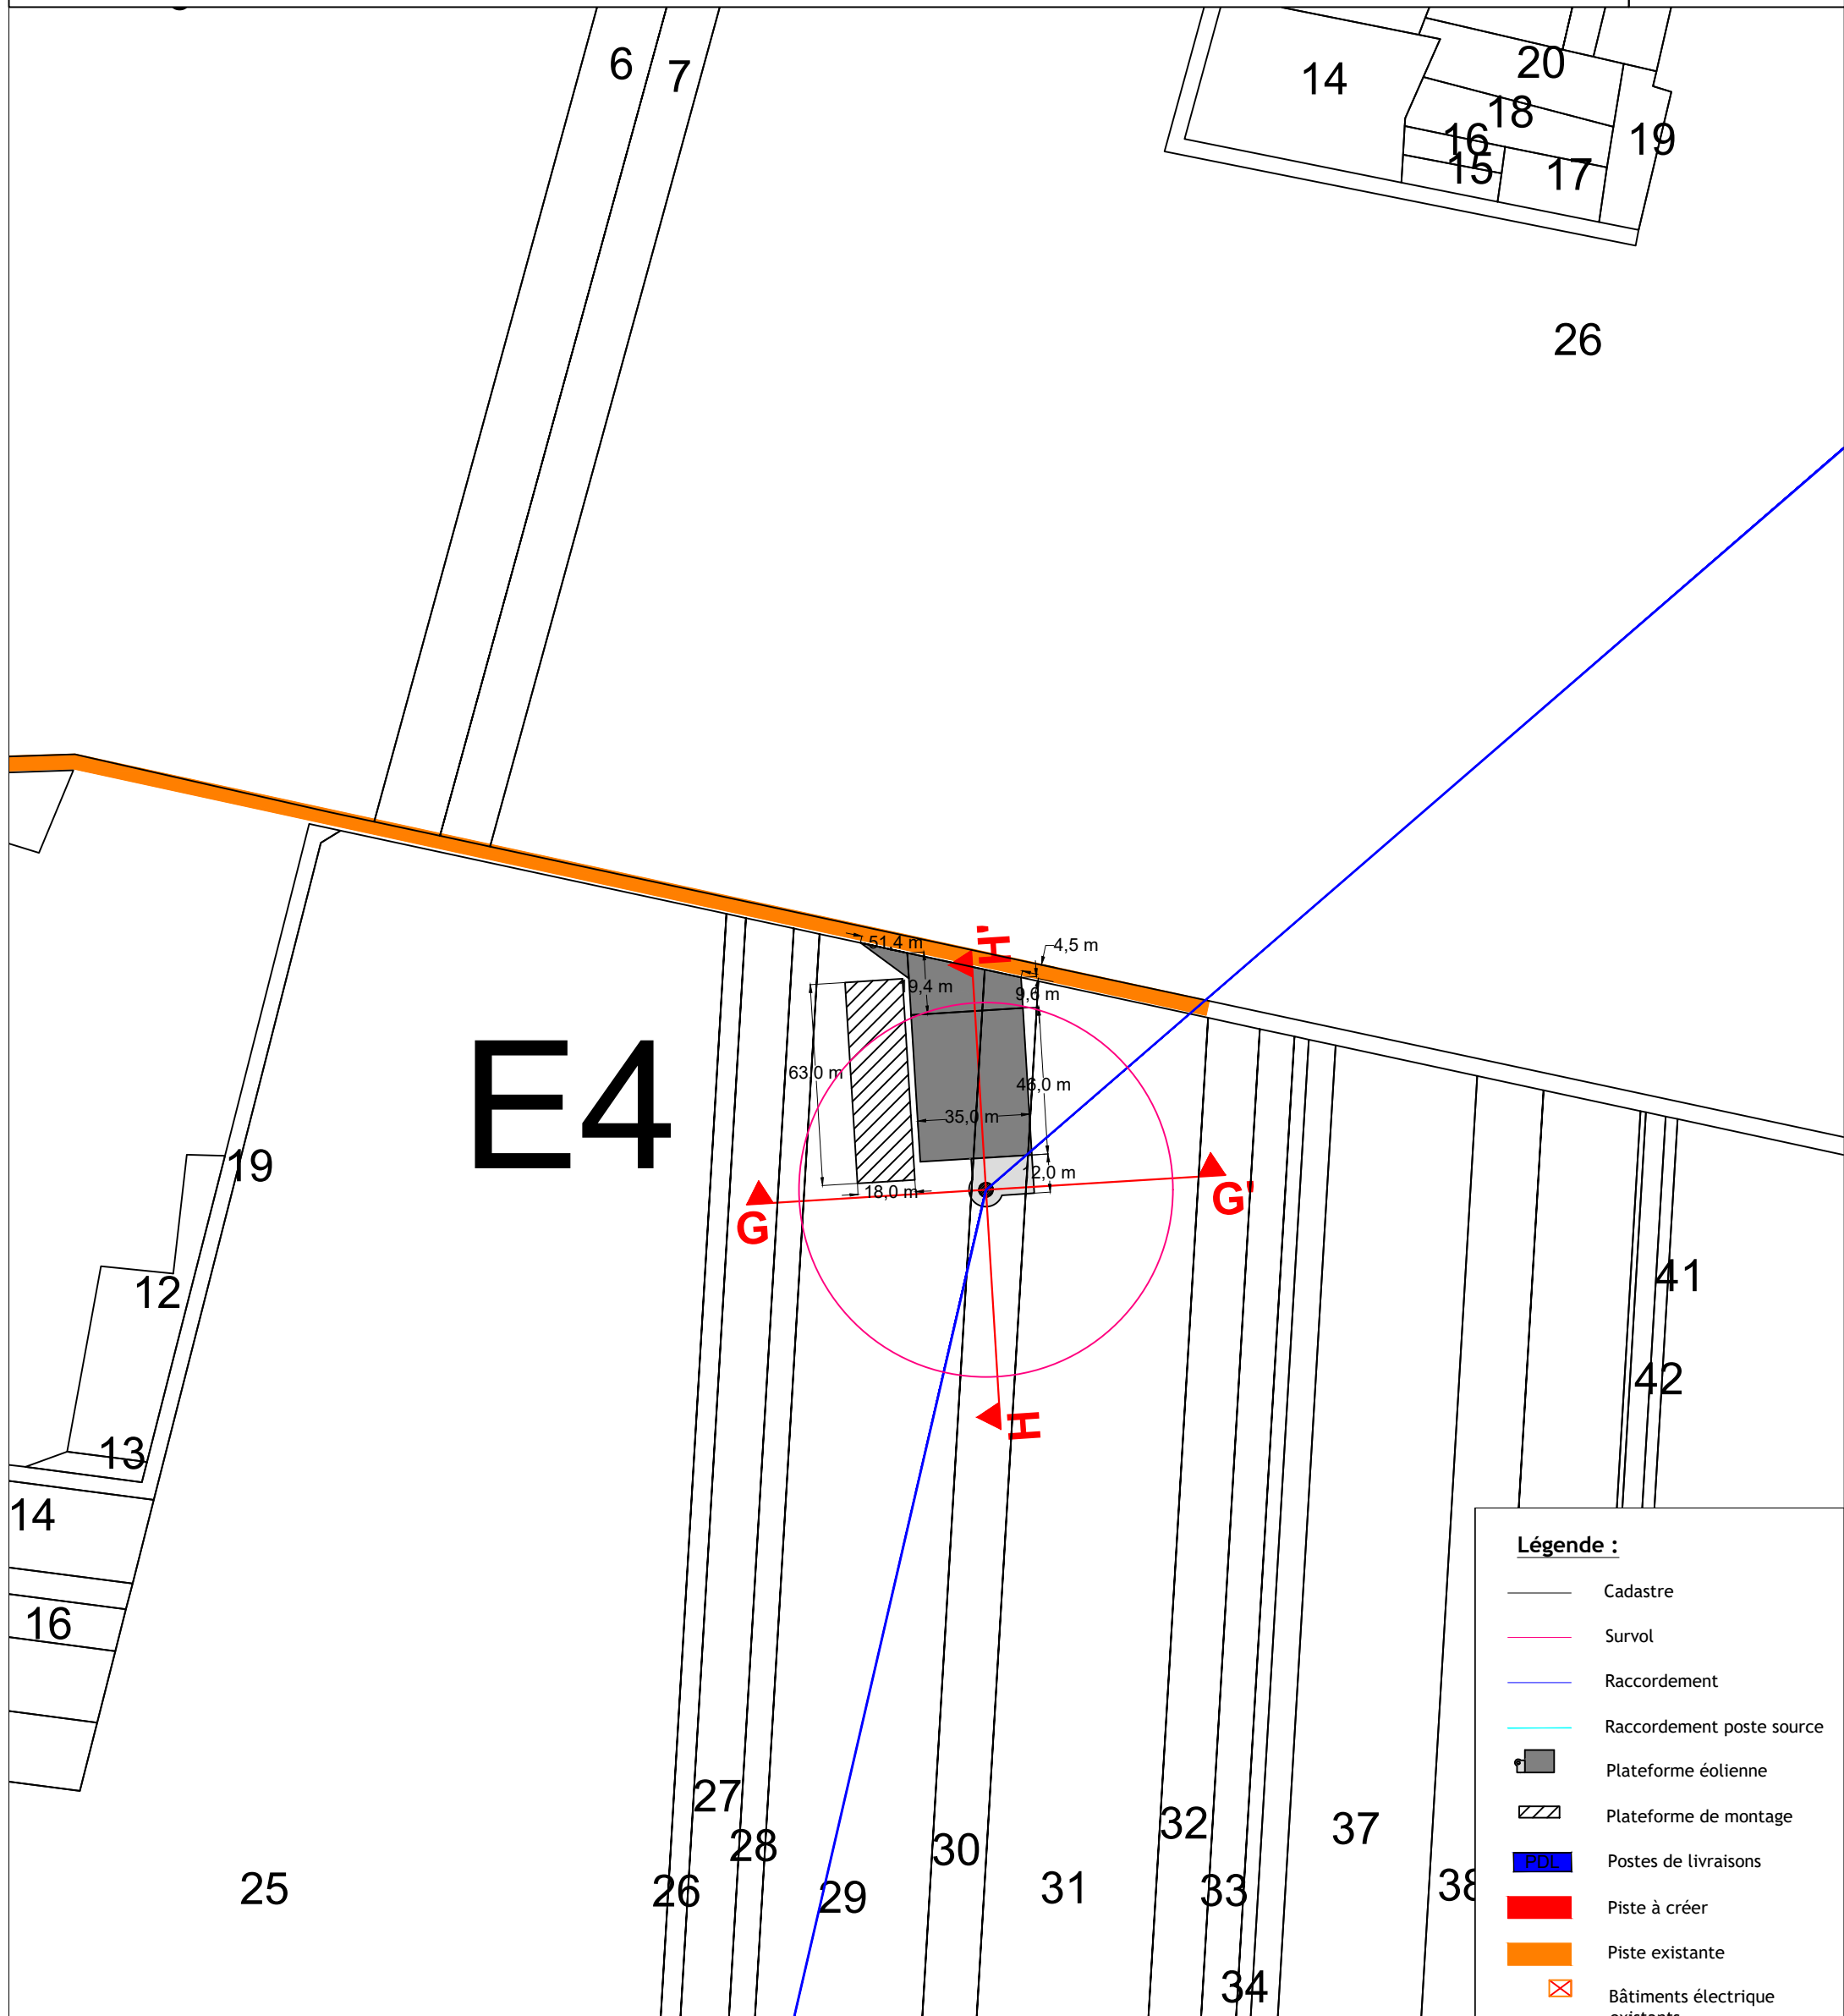 6
7
14
20
18
16
15
17
19
26
H'
51,4 m
4,5 m
9,4 m
9,6 m
E4
63,0 m
46,0 m
35,0 m
12,0 m
18,0 m
G
G'
H
19
12
13
14
16
41
42
27
28
25
26
29
30
31
32
33
34
37
38
Légende :
Cadastre
Survol
Raccordement
Raccordement poste source
Plateforme éolienne
Plateforme de montage
PDL Postes de livraisons
Piste à créer
Piste existante
Bâtiments électrique
existants